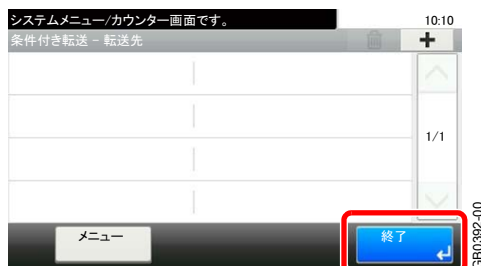 システムメニュー/カウンター画面です。
10:10
条件付き転送 - 転送先
+
1/1
メニュー
終了
GB0392-00